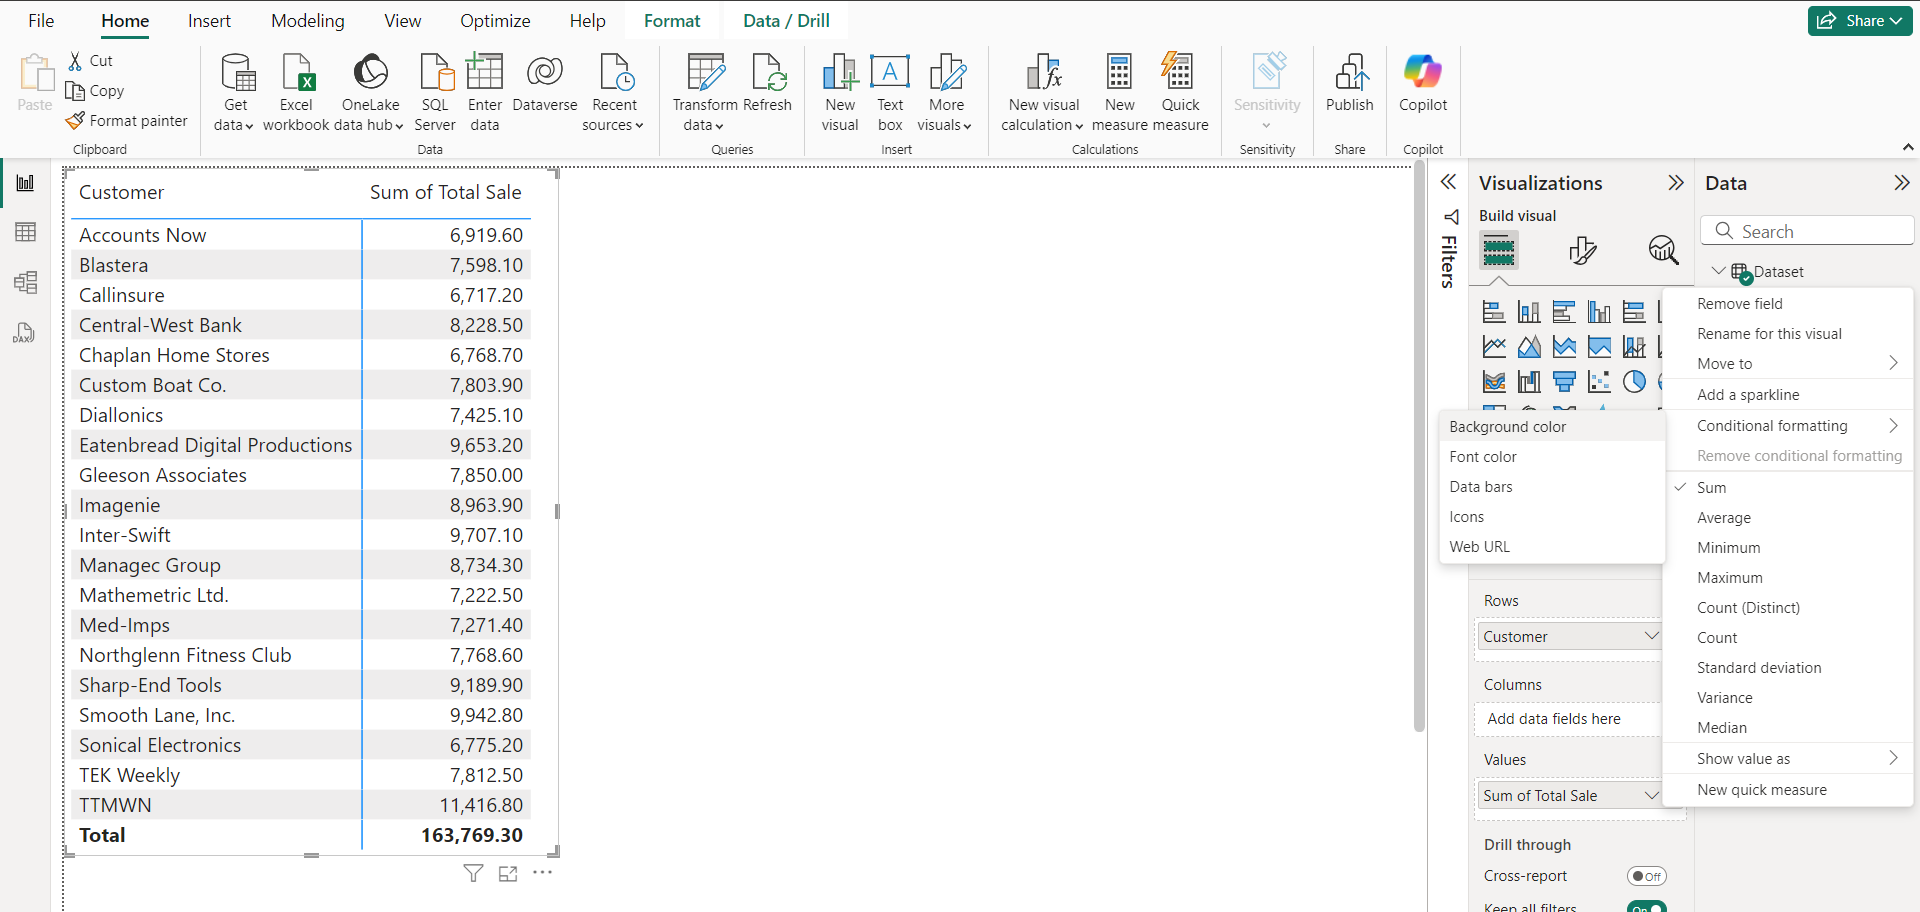 File Home Insert Modeling View Optimize Help Format Data / Drill Share
Paste
Cut
Copy
Format painter
Clipboard
Get data
Excel workbook
OneLake data hub
SQL Server
Enter data
Dataverse
Recent sources
Data
Transform data
Refresh
Queries
New visual
Text box
More visuals
Insert
New visual calculation
New measure
Quick measure
Calculations
Sensitivity
Sensitivity
Publish
Share
Copilot
Copilot
DAX
Customer Sum of Total Sale
Accounts Now 6,919.60
Blastera 7,598.10
Callinsure 6,717.20
Central-West Bank 8,228.50
Chaplan Home Stores 6,768.70
Custom Boat Co. 7,803.90
Diallonics 7,425.10
Eatenbread Digital Productions 9,653.20
Gleeson Associates 7,850.00
Imagenie 8,963.90
Inter-Swift 9,707.10
Managec Group 8,734.30
Mathemetric Ltd. 7,222.50
Med-Imps 7,271.40
Northglenn Fitness Club 7,768.60
Sharp-End Tools 9,189.90
Smooth Lane, Inc. 9,942.80
Sonical Electronics 6,775.20
TEK Weekly 7,812.50
TTMWN 11,416.80
Total 163,769.30
Filters
Visualizations
Build visual
Background color
Font color
Data bars
Icons
Web URL
Rows
Customer
Columns
Add data fields here
Values
Sum of Total Sale
Drill through
Cross-report Off
Keep all filters On
Data
Search
Dataset
Remove field
Rename for this visual
Move to
Add a sparkline
Conditional formatting
Remove conditional formatting
Sum
Average
Minimum
Maximum
Count (Distinct)
Count
Standard deviation
Variance
Median
Show value as
New quick measure